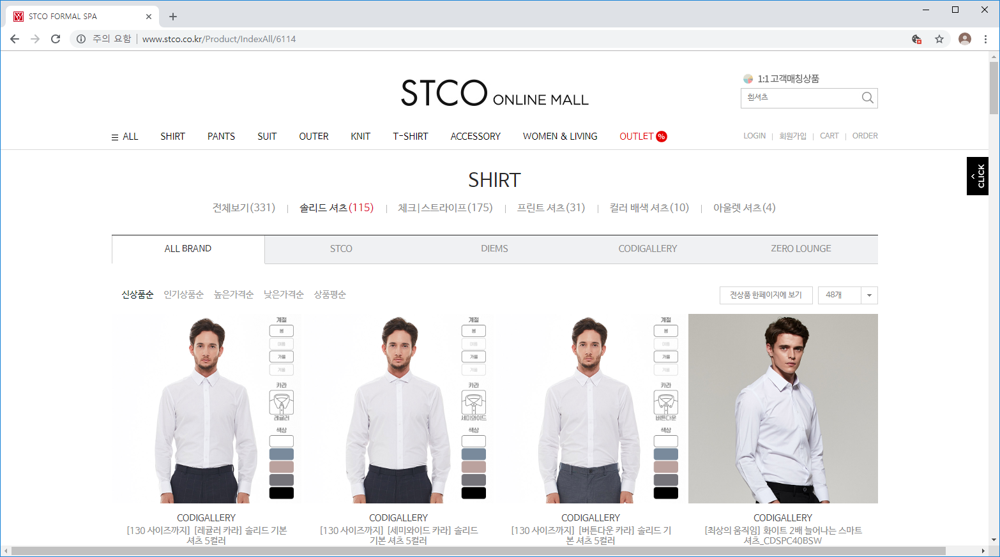 STCO FORMAL SPA
주의 요함 | www.stco.co.kr/Product/IndexAll/6114
1:1 고객매칭상품
STCO ONLINE MALL
흰셔츠
ALL SHIRT PANTS SUIT OUTER KNIT T-SHIRT ACCESSORY WOMEN & LIVING OUTLET %
LOGIN | 회원가입 | CART | ORDER
CLICK
SHIRT
전체보기(331) | 솔리드 셔츠(115) | 체크|스트라이프(175) | 프린트 셔츠(31) | 컬러 배색 셔츠(10) | 아울렛 셔츠(4)
ALL BRAND STCO DIEMS CODIGALLERY ZERO LOUNGE
신상품순 인기상품순 높은가격순 낮은가격순 상품평순
전상품 한페이지에 보기 48개
계절
봄
여름
가을
겨울
카라
레귤러
색상
계절
봄
여름
가을
겨울
카라
세미와이드
색상
계절
봄
여름
가을
겨울
카라
버튼다운
색상
CODIGALLERY
[130 사이즈까지] [레귤러 카라] 솔리드 기본
셔츠 5컬러
CODIGALLERY
[130 사이즈까지] [세미와이드 카라] 솔리드
기본 셔츠 5컬러
CODIGALLERY
[130 사이즈까지] [버튼다운 카라] 솔리드 기
본 셔츠 5컬러
CODIGALLERY
[최상의 움직임] 화이트 2배 늘어나는 스마트
셔츠_CDSPC40BSW